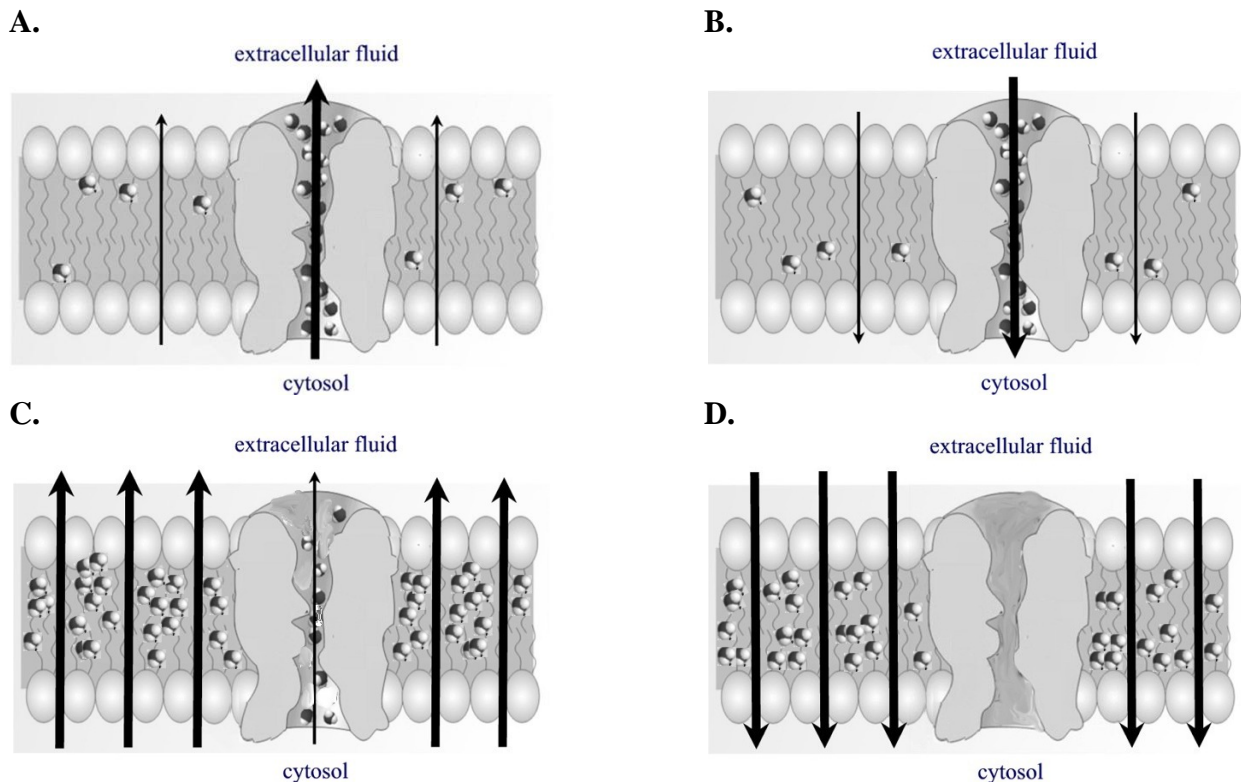 A.
B.
extracellular fluid
extracellular fluid
cytosol
cytosol
C.
D.
extracellular fluid
extracellular fluid
cytosol
cytosol